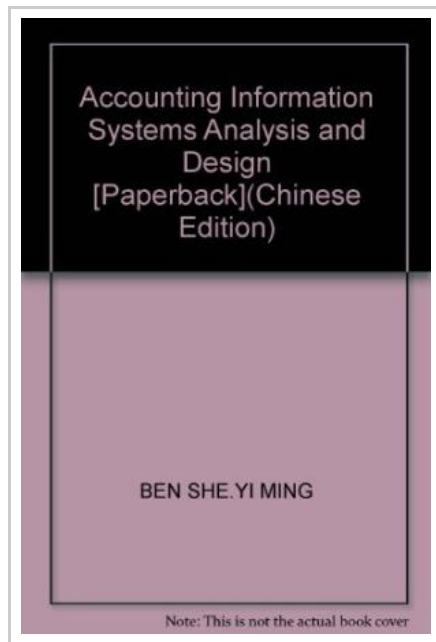 Accounting Information
Systems Analysis and
Design
[Paperback](Chinese
Edition)
BEN SHE.YI MING
Note: This is not the actual book cover